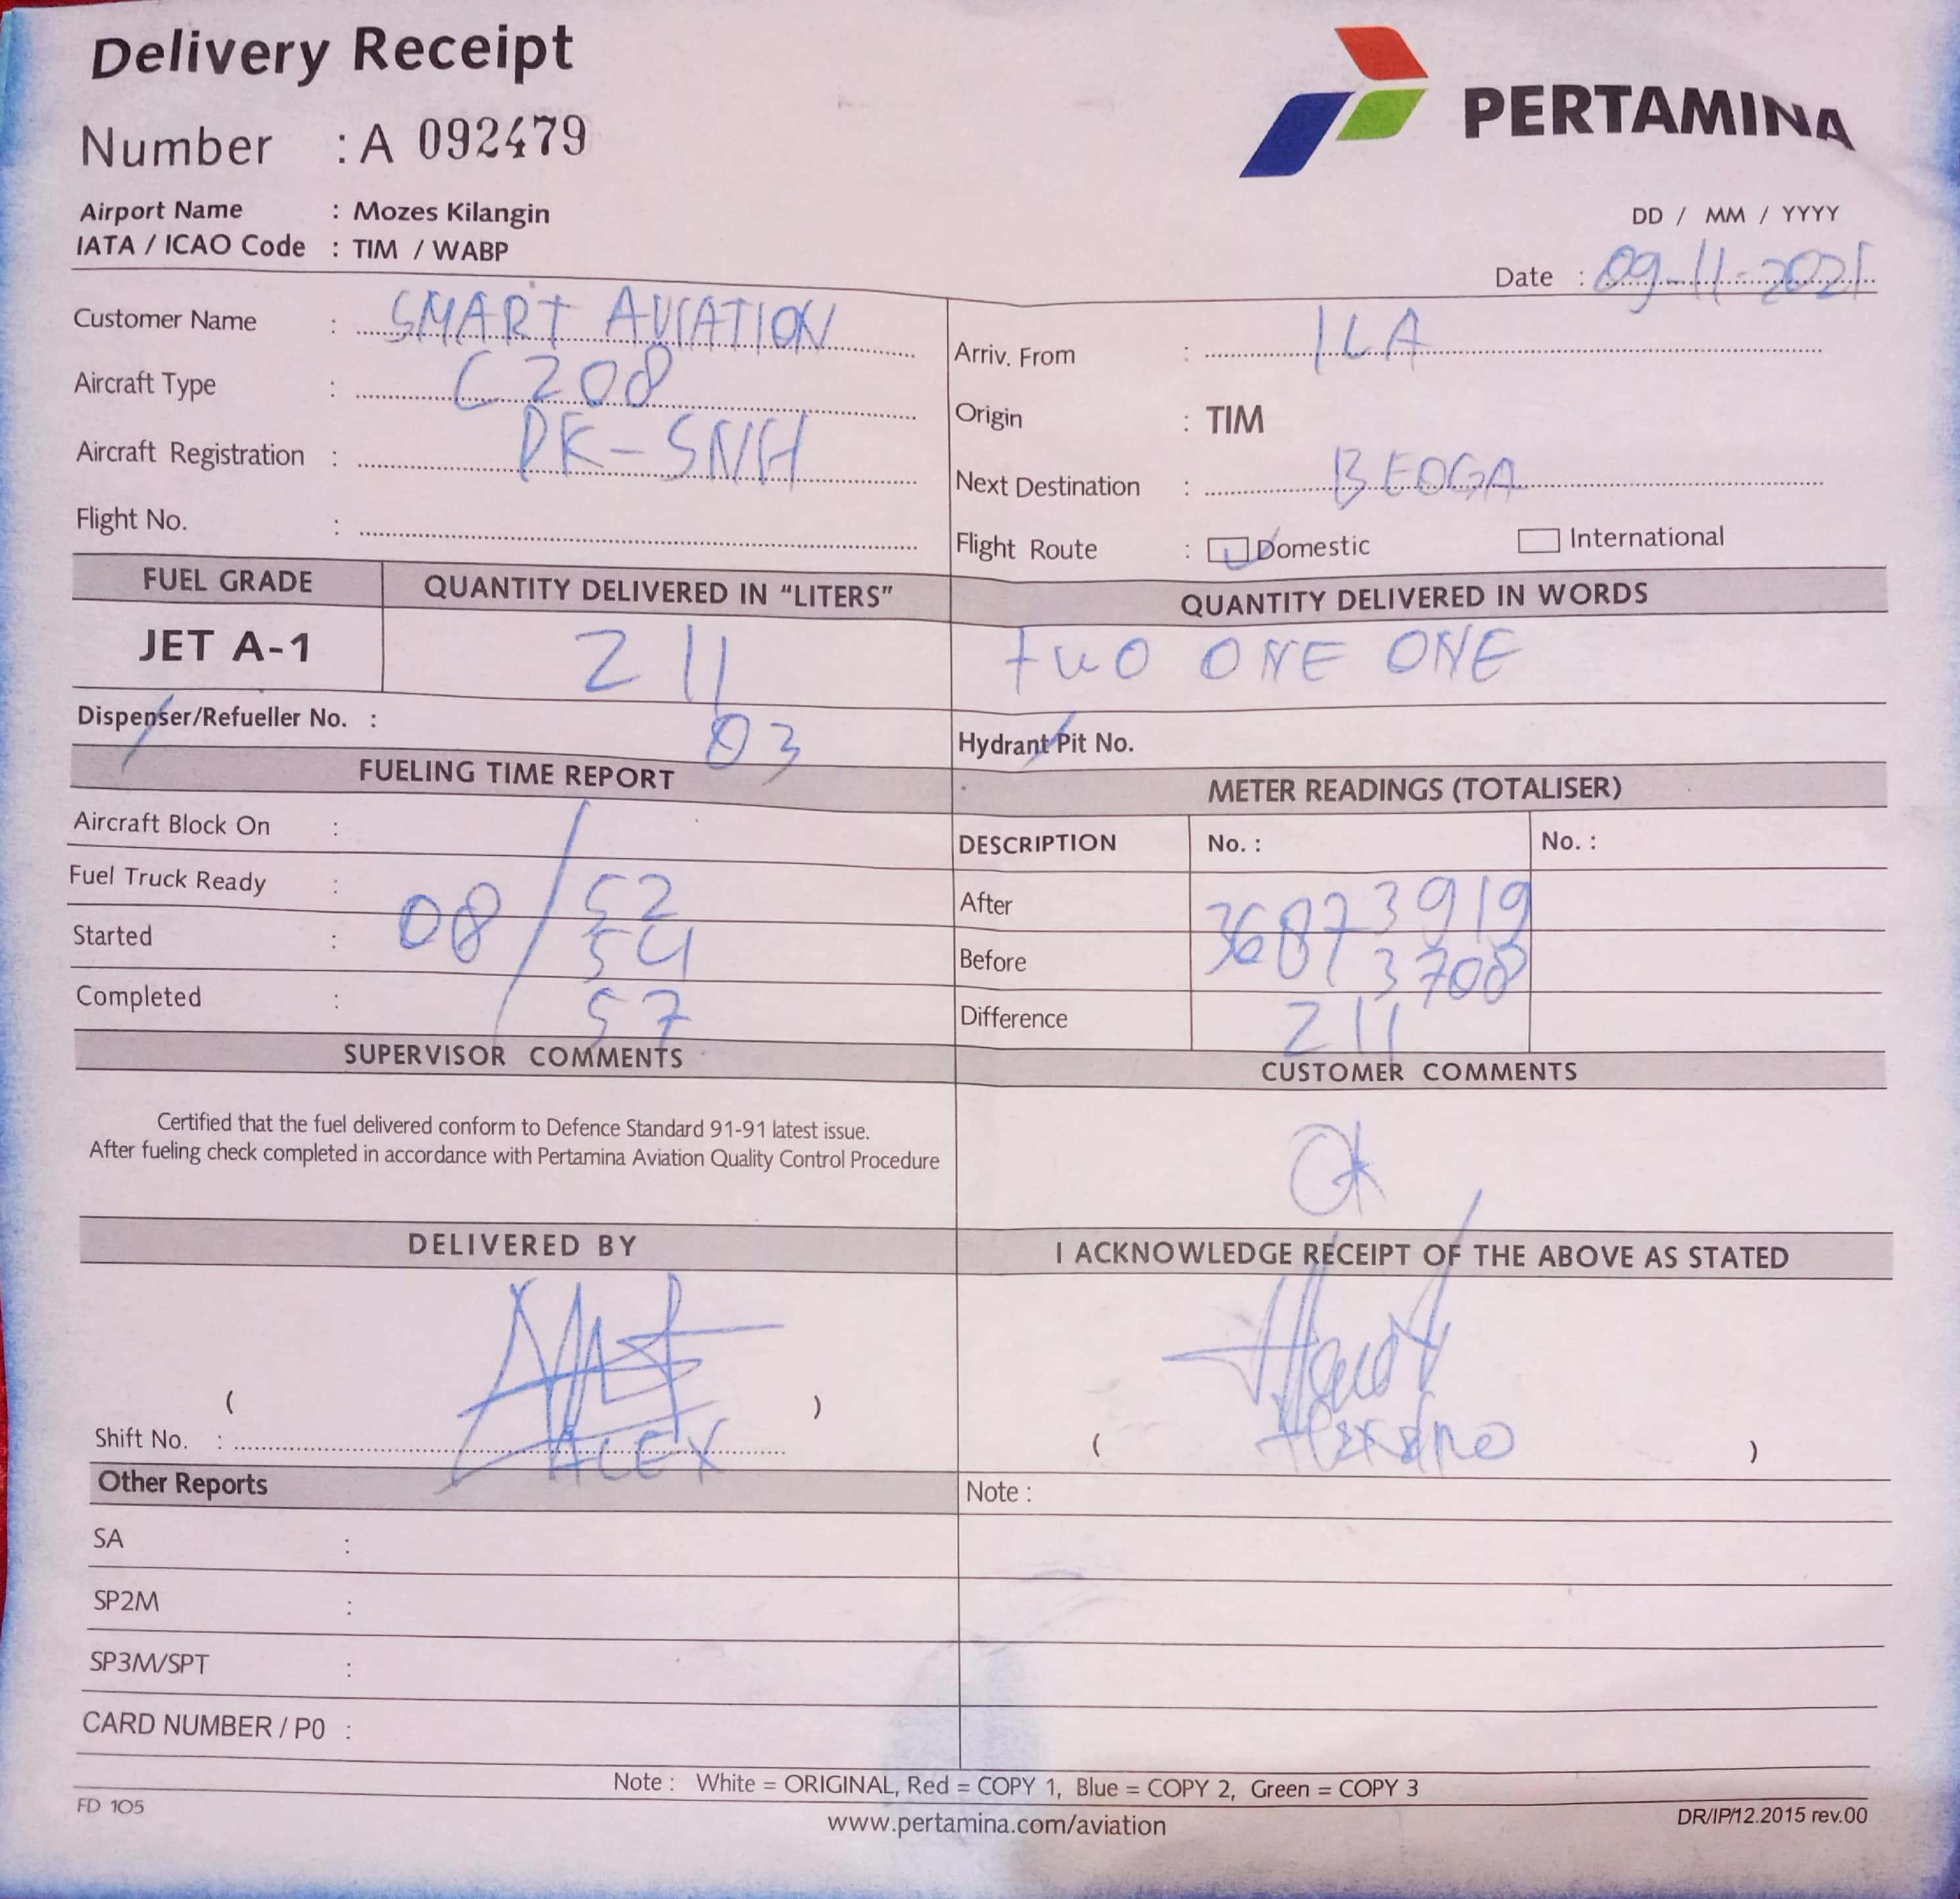 Delivery Receipt
PERTAMINA
Number : A 092479
Airport Name : Mozes Kilangin
IATA / ICAO Code : TIM / WABP
DD / MM / YYYY
Date : 09-11-2021
Customer Name : SMART AVIATION
Aircraft Type : C 208
Aircraft Registration : PK-SNH
Flight No. :
Arriv. From : ILA
Origin : TIM
Next Destination : BEOGA
Flight Route : Domestic International
FUEL GRADE QUANTITY DELIVERED IN "LITERS" QUANTITY DELIVERED IN WORDS
JET A-1 211 two ONE ONE
Dispenser/Refueller No. : 03 Hydrant Pit No.
FUELING TIME REPORT
Aircraft Block On :
Fuel Truck Ready : 52
Started : 08 / 54
Completed : 57
METER READINGS (TOTALISER)
DESCRIPTION No. : No. :
After 36873919
Before 36873708
Difference 211
SUPERVISOR COMMENTS
Certified that the fuel delivered conform to Defence Standard 91-91 latest issue.
After fueling check completed in accordance with Pertamina Aviation Quality Control Procedure
CUSTOMER COMMENTS
Ok
DELIVERED BY
( )
Shift No. : ALEX
I ACKNOWLEDGE RECEIPT OF THE ABOVE AS STATED
( )
Other Reports
SA :
SP2M :
SP3M/SPT :
CARD NUMBER / P0 :
Note :
Note : White = ORIGINAL, Red = COPY 1, Blue = COPY 2, Green = COPY 3
FD 105
www.pertamina.com/aviation
DR/IP/12.2015 rev.00